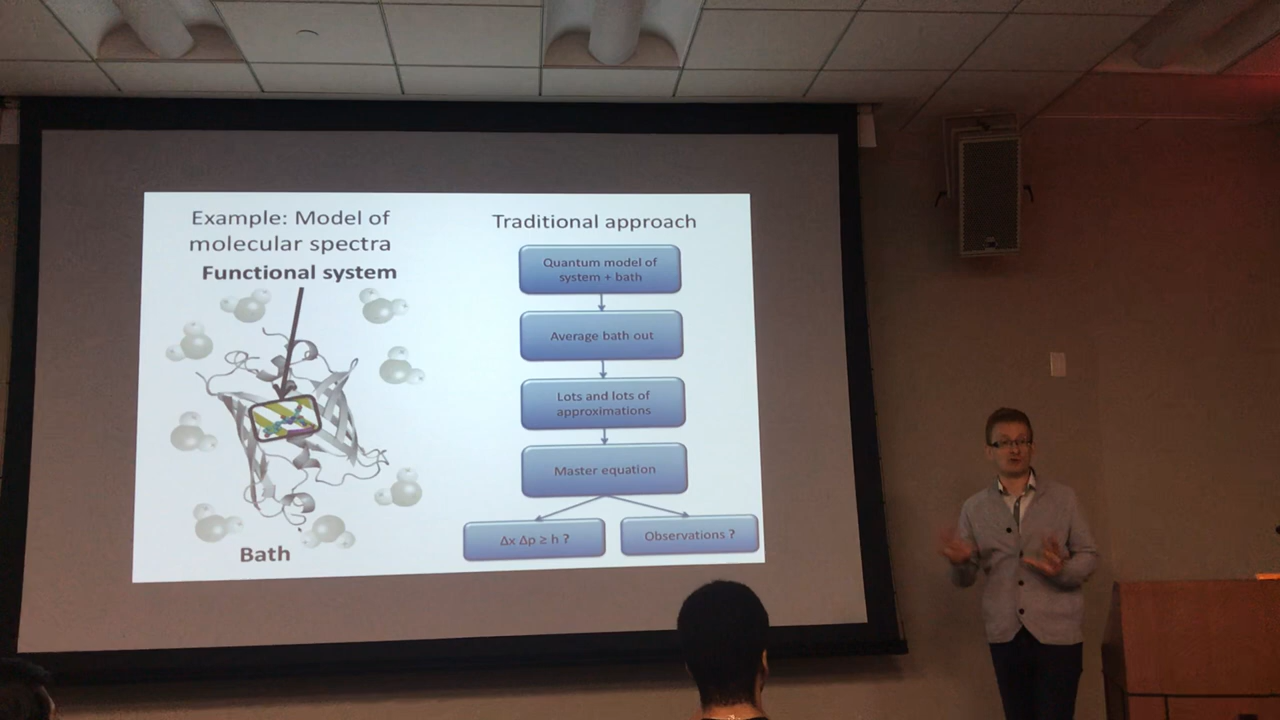 Example: Model of
molecular spectra
Functional system
Bath
Traditional approach
Quantum model of
system + bath
Average bath out
Lots and lots of
approximations
Master equation
Δx Δp ≥ h ?
Observations ?